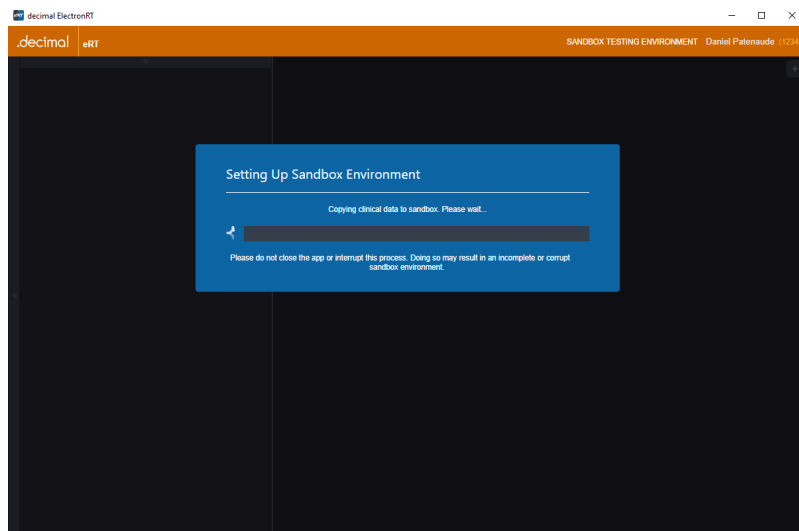 decimal ElectronRT
.decimal eRT
SANDBOX TESTING ENVIRONMENT Daniel Patenaude (1234
Setting Up Sandbox Environment
Copying clinical data to sandbox. Please wait...
Please do not close the app or interrupt this process. Doing so may result in an incomplete or corrupt
sandbox environment.